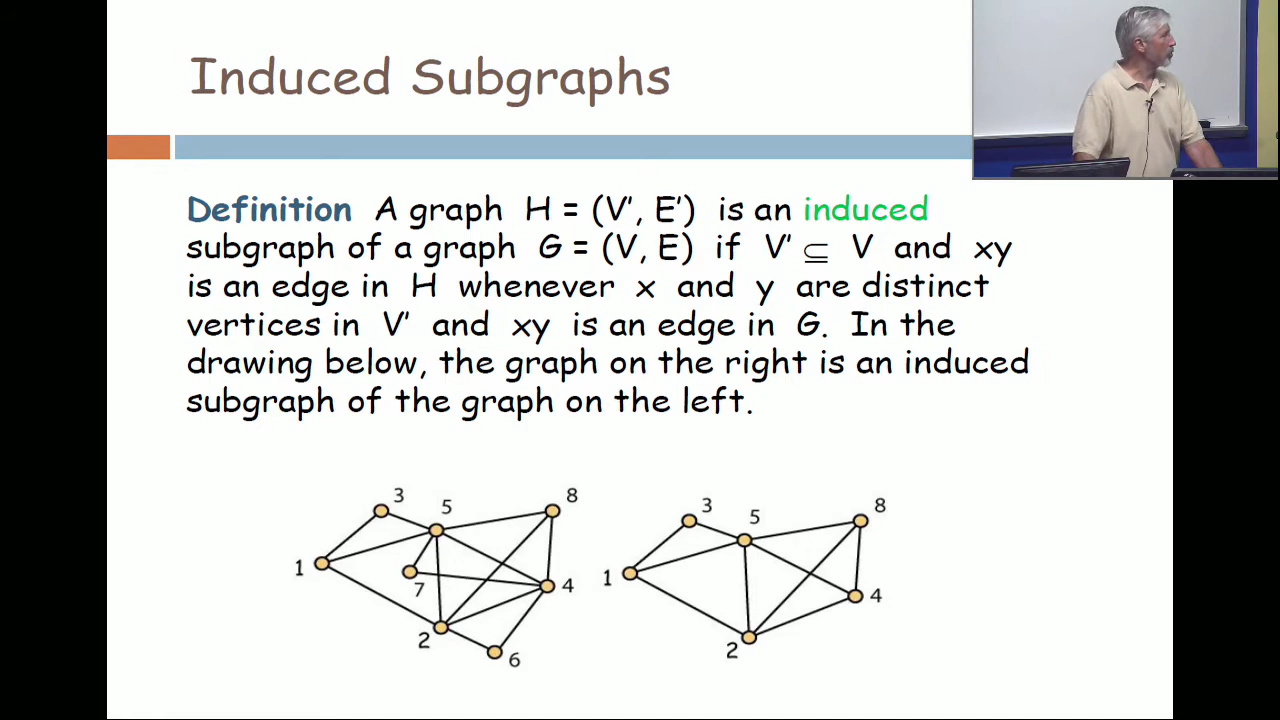 Induced Subgraphs
Definition A graph H = (V', E') is an induced
subgraph of a graph G = (V, E) if V' ⊆ V and xy
is an edge in H whenever x and y are distinct
vertices in V' and xy is an edge in G. In the
drawing below, the graph on the right is an induced
subgraph of the graph on the left.
3 5 8
1 7 4
2 6
3 5 8
1 4
2